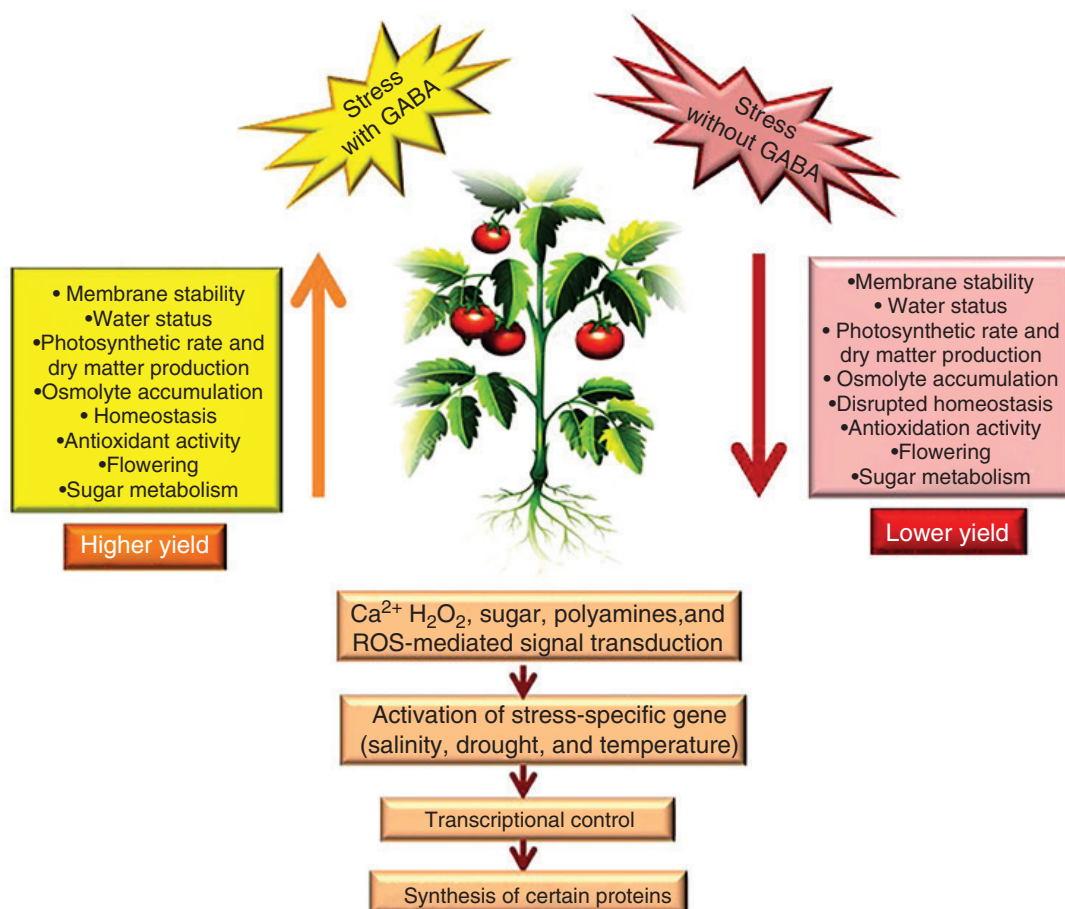 Stress
with GABA
Stress
without GABA
• Membrane stability
•Water status
•Photosynthetic rate and
dry matter production
•Osmolyte accumulation
• Homeostasis
•Antioxidant activity
•Flowering
•Sugar metabolism
Higher yield
•Membrane stability
• Water status
• Photosynthetic rate and
dry matter production
• Osmolyte accumulation
•Disrupted homeostasis
•Antioxidation activity
•Flowering
•Sugar metabolism
Lower yield
Ca²⁺ H₂O₂, sugar, polyamines,and
ROS-mediated signal transduction
Activation of stress-specific gene
(salinity, drought, and temperature)
Transcriptional control
Synthesis of certain proteins